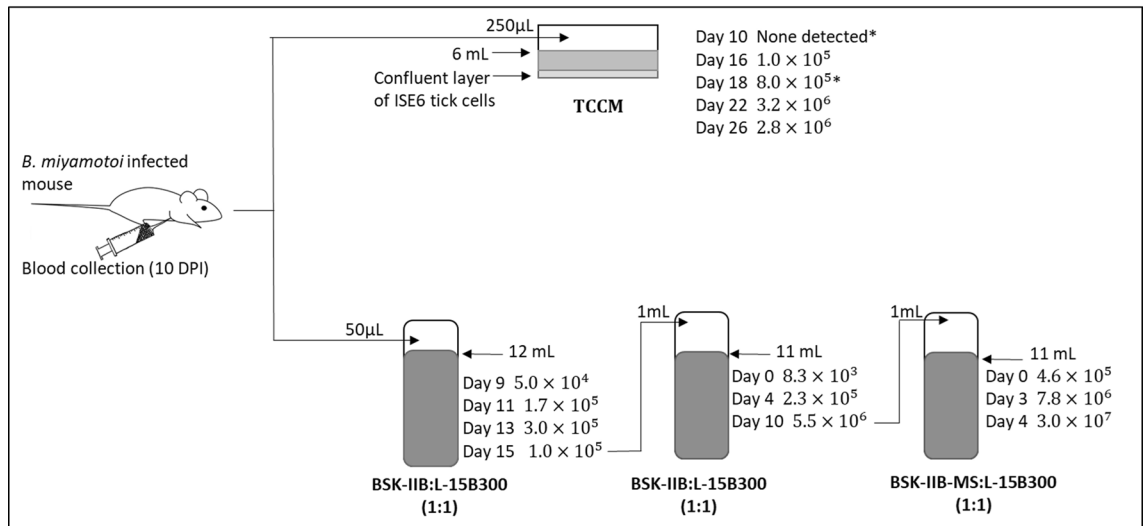 250μL
6 mL
Confluent layer
of ISE6 tick cells
TCCM
Day 10 None detected*
Day 16 1.0 × 10⁵
Day 18 8.0 × 10⁵*
Day 22 3.2 × 10⁶
Day 26 2.8 × 10⁶
B. miyamotoi infected
mouse
Blood collection (10 DPI)
50μL
12 mL
Day 9 5.0 × 10⁴
Day 11 1.7 × 10⁵
Day 13 3.0 × 10⁵
Day 15 1.0 × 10⁵
BSK-IIB:L-15B300
(1:1)
1mL
11 mL
Day 0 8.3 × 10³
Day 4 2.3 × 10⁵
Day 10 5.5 × 10⁶
BSK-IIB:L-15B300
(1:1)
1mL
11 mL
Day 0 4.6 × 10⁵
Day 3 7.8 × 10⁶
Day 4 3.0 × 10⁷
BSK-IIB-MS:L-15B300
(1:1)